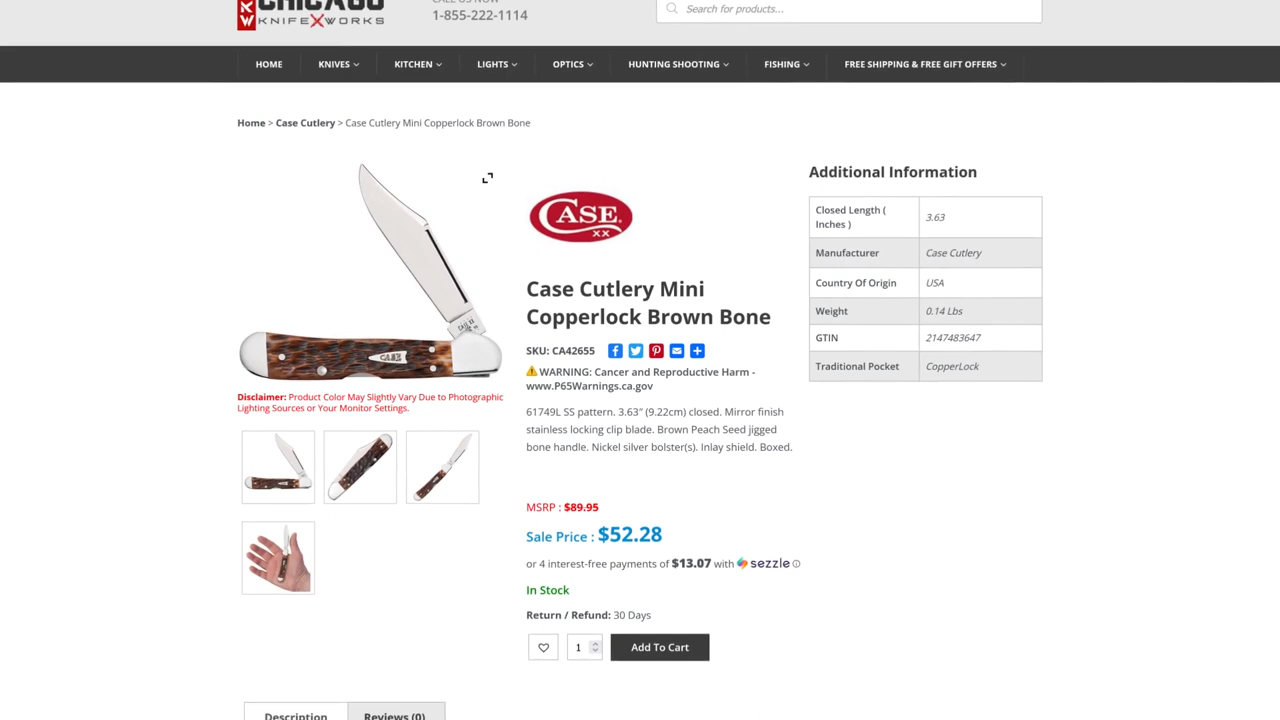 CHICAGO
KW
KNIFEXWORKS
CALL US NOW
1-855-222-1114
Search for products...
HOME
KNIVES
KITCHEN
LIGHTS
OPTICS
HUNTING SHOOTING
FISHING
FREE SHIPPING & FREE GIFT OFFERS
Home > Case Cutlery > Case Cutlery Mini Copperlock Brown Bone
CASE
Disclaimer: Product Color May Slightly Vary Due to Photographic
Lighting Sources or Your Monitor Settings.
CASE
XX
Case Cutlery Mini
Copperlock Brown Bone
SKU: CA42655
WARNING: Cancer and Reproductive Harm -
www.P65Warnings.ca.gov
61749L SS pattern. 3.63″ (9.22cm) closed. Mirror finish
stainless locking clip blade. Brown Peach Seed jigged
bone handle. Nickel silver bolster(s). Inlay shield. Boxed.
MSRP : $89.95
Sale Price : $52.28
or 4 interest-free payments of $13.07 with sezzle
In Stock
Return / Refund: 30 Days
1
Add To Cart
Additional Information
Closed Length (
Inches )
3.63
Manufacturer
Case Cutlery
Country Of Origin
USA
Weight
0.14 Lbs
GTIN
2147483647
Traditional Pocket
CopperLock
Description
Reviews (0)